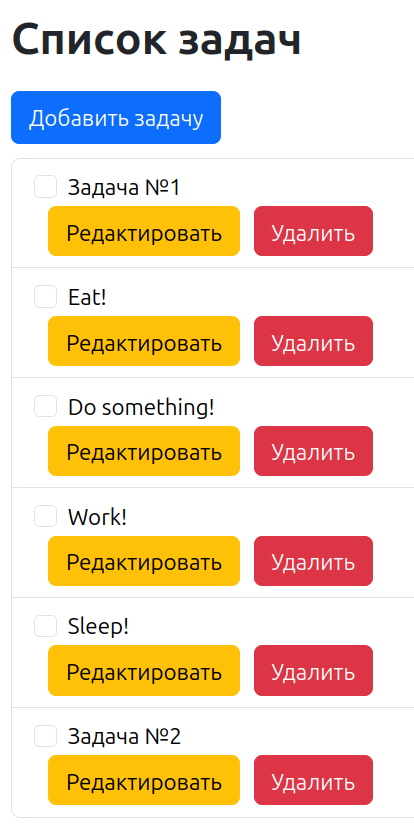 Список задач
Добавить задачу
Задача №1
Редактировать Удалить
Eat!
Редактировать Удалить
Do something!
Редактировать Удалить
Work!
Редактировать Удалить
Sleep!
Редактировать Удалить
Задача №2
Редактировать Удалить